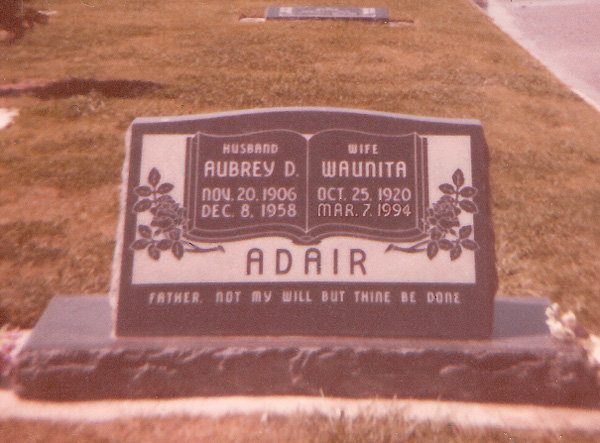 HUSBAND
AUBREY D.
NOV. 20, 1906
DEC. 8, 1958
WIFE
WAUNITA
OCT. 25, 1920
MAR. 7, 1994
ADAIR
FATHER, NOT MY WILL BUT THINE BE DONE